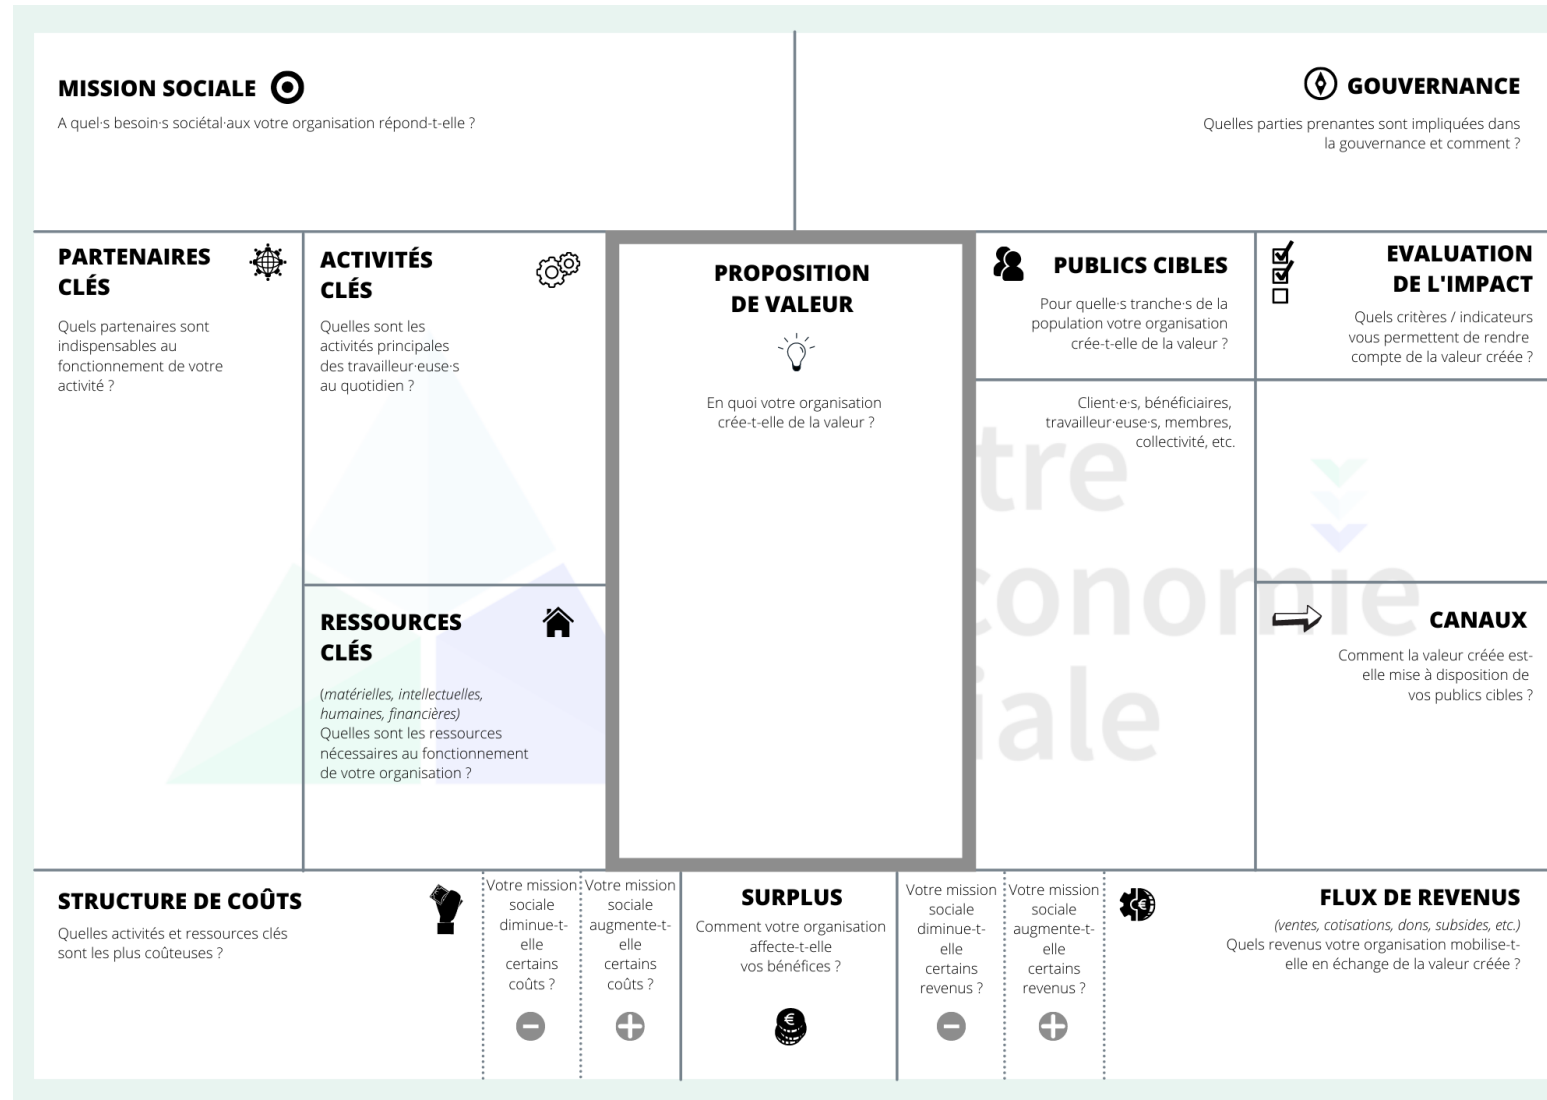 MISSION SOCIALE
A quel·s besoin·s sociétal·aux votre organisation répond-t-elle ?
GOUVERNANCE
Quelles parties prenantes sont impliquées dans
la gouvernance et comment ?
PARTENAIRES
CLÉS
Quels partenaires sont
indispensables au
fonctionnement de votre
activité ?
ACTIVITÉS
CLÉS
Quelles sont les
activités principales
des travailleur·euse·s
au quotidien ?
RESSOURCES
CLÉS
(matérielles, intellectuelles,
humaines, financières)
Quelles sont les ressources
nécessaires au fonctionnement
de votre organisation ?
PROPOSITION
DE VALEUR
En quoi votre organisation
crée-t-elle de la valeur ?
PUBLICS CIBLES
Pour quelle·s tranche·s de la
population votre organisation
crée-t-elle de la valeur ?
Client·e·s, bénéficiaires,
travailleur·euse·s, membres,
collectivité, etc.
EVALUATION
DE L'IMPACT
Quels critères / indicateurs
vous permettent de rendre
compte de la valeur créée ?
CANAUX
Comment la valeur créée est-
elle mise à disposition de
vos publics cibles ?
tre
conomie
iale
STRUCTURE DE COÛTS
Quelles activités et ressources clés
sont les plus coûteuses ?
Votre mission
sociale
diminue-t-
elle
certains
coûts ?
Votre mission
sociale
augmente-t-
elle
certains
coûts ?
SURPLUS
Comment votre organisation
affecte-t-elle
vos bénéfices ?
€
Votre mission
sociale
diminue-t-
elle
certains
revenus ?
Votre mission
sociale
augmente-t-
elle
certains
revenus ?
€
FLUX DE REVENUS
(ventes, cotisations, dons, subsides, etc.)
Quels revenus votre organisation mobilise-t-
elle en échange de la valeur créée ?